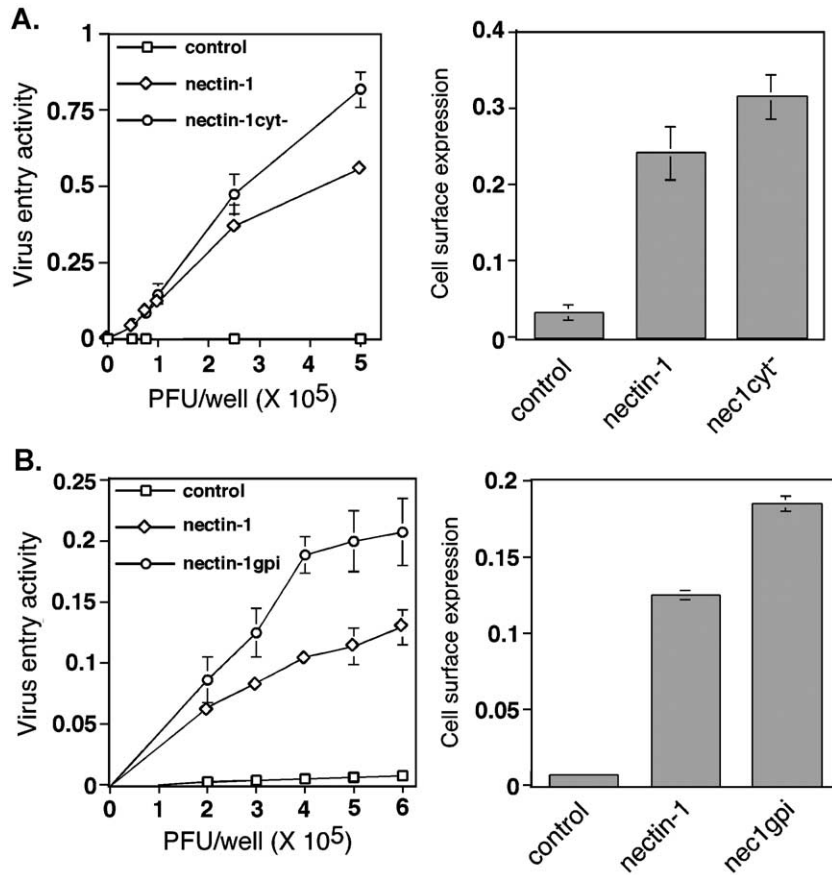 A.
control
nectin-1
nectin-1cyt-
Virus entry activity
1
0.75
0.5
0.25
0
0 1 2 3 4 5
PFU/well (X 10⁵)
Cell surface expression
0.4
0.3
0.2
0.1
0
control
nectin-1
nec1cyt⁻
B.
control
nectin-1
nectin-1gpi
Virus entry activity
0.25
0.2
0.15
0.1
0.05
0
0 1 2 3 4 5 6
PFU/well (X 10⁵)
Cell surface expression
0.2
0.15
0.1
0.05
0
control
nectin-1
nec1gpi